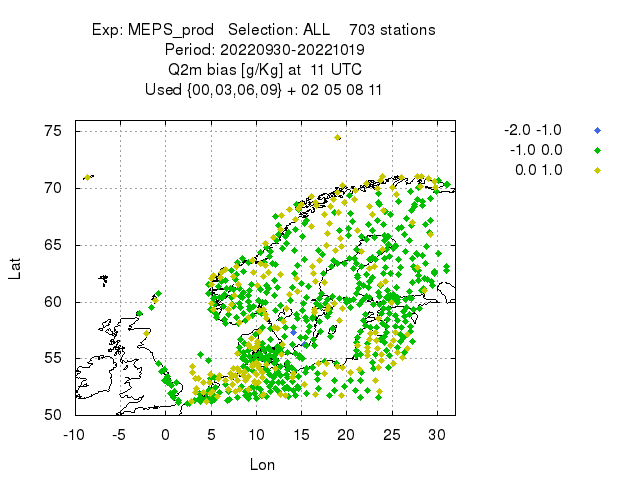 Exp: MEPS_prod Selection: ALL 703 stations
Period: 20220930-20221019
Q2m bias [g/Kg] at 11 UTC
Used {00,03,06,09} + 02 05 08 11
-2.0 -1.0
-1.0 0.0
0.0 1.0
75
70
65
60
55
50
Lat
-10 -5 0 5 10 15 20 25 30
Lon